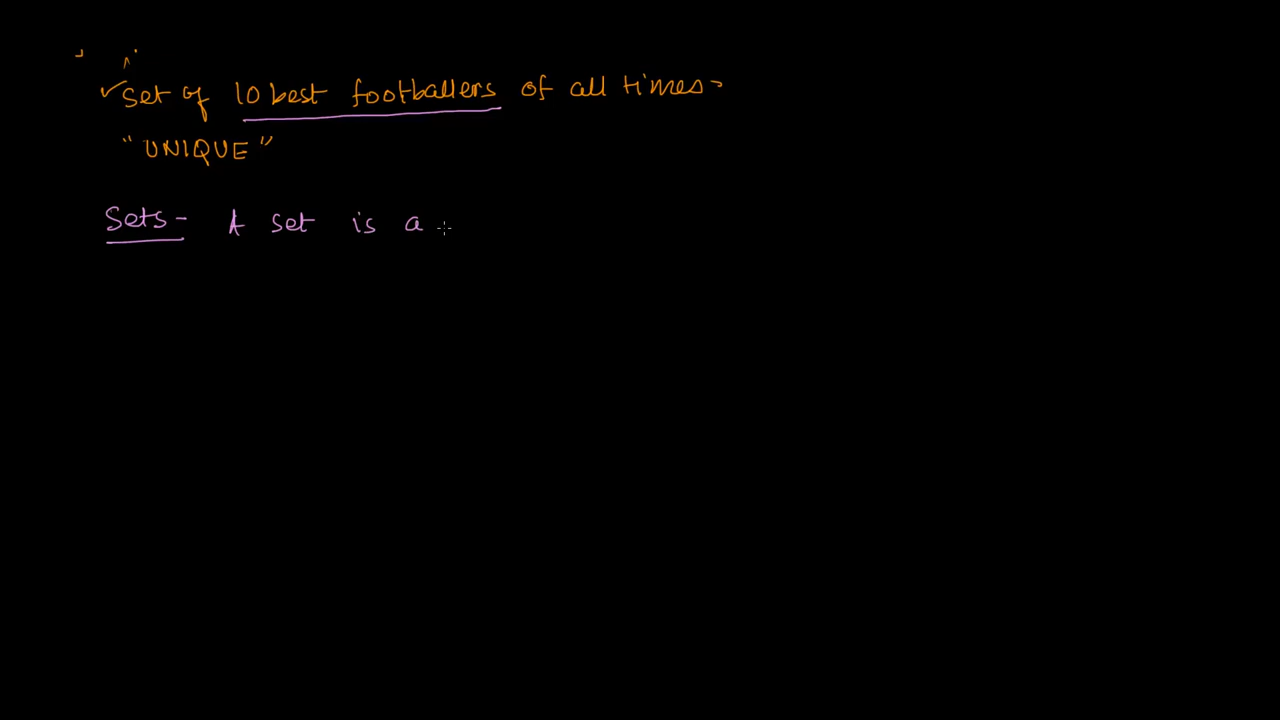 Set of 10 best footballers of all times-
"UNIQUE"
Sets- A set is a